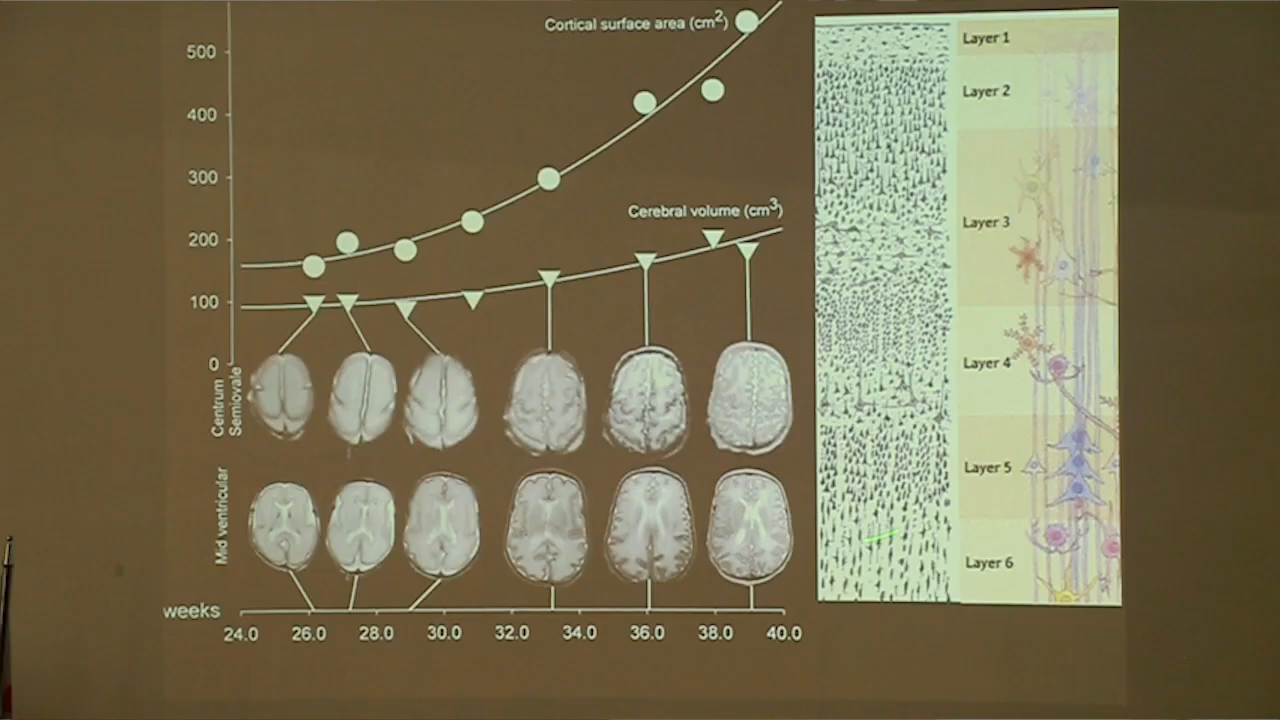 Cortical surface area (cm2)
500
400
300
Cerebral volume (cm3)
200
100
0
Centrum
Semiovale
Mid ventricular
weeks
24.0 26.0 28.0 30.0 32.0 34.0 36.0 38.0 40.0
Layer 1
Layer 2
Layer 3
Layer 4
Layer 5
Layer 6